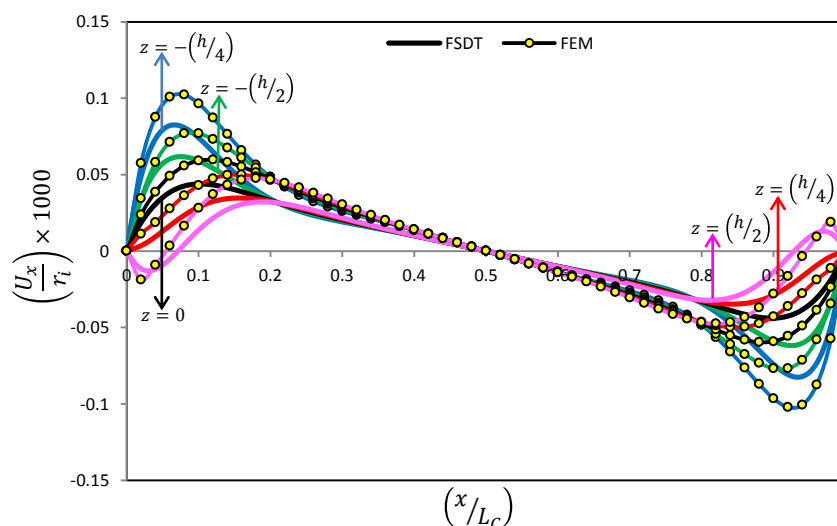 0.15
0.1
0.05
0
-0.05
-0.1
-0.15
(U_x/r_i) × 1000
z = −(h/4)
z = −(h/2)
FSDT
FEM
z = (h/4)
z = (h/2)
z = 0
0 0.1 0.2 0.3 0.4 0.5 0.6 0.7 0.8 0.9
(x/L_C)